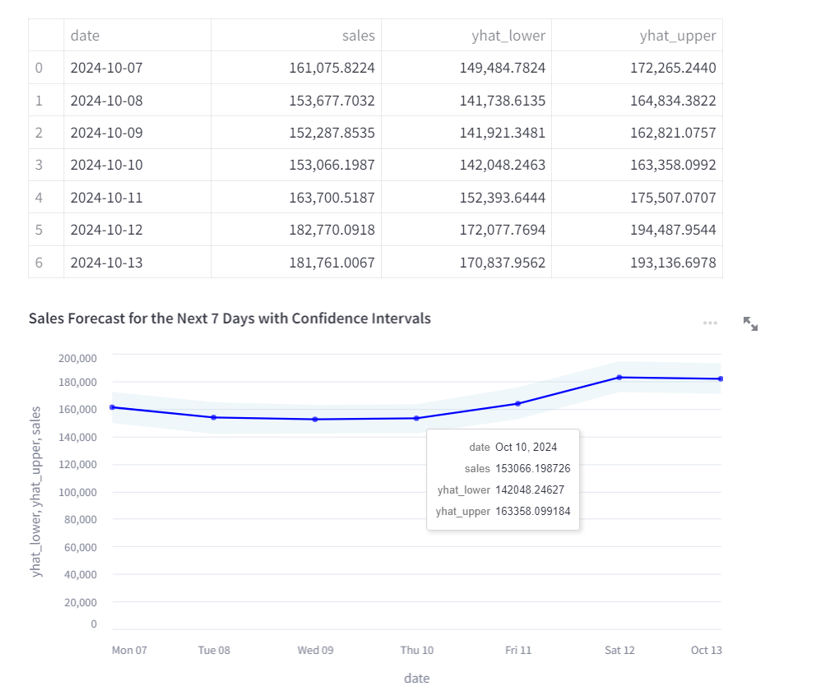 date sales yhat_lower yhat_upper
0 2024-10-07 161,075.8224 149,484.7824 172,265.2440
1 2024-10-08 153,677.7032 141,738.6135 164,834.3822
2 2024-10-09 152,287.8535 141,921.3481 162,821.0757
3 2024-10-10 153,066.1987 142,048.2463 163,358.0992
4 2024-10-11 163,700.5187 152,393.6444 175,507.0707
5 2024-10-12 182,770.0918 172,077.7694 194,487.9544
6 2024-10-13 181,761.0067 170,837.9562 193,136.6978
Sales Forecast for the Next 7 Days with Confidence Intervals
yhat_lower, yhat_upper, sales
200,000
180,000
160,000
140,000
120,000
100,000
80,000
60,000
40,000
20,000
0
date Oct 10, 2024
sales 153066.198726
yhat_lower 142048.24627
yhat_upper 163358.099184
Mon 07 Tue 08 Wed 09 Thu 10 Fri 11 Sat 12 Oct 13
date